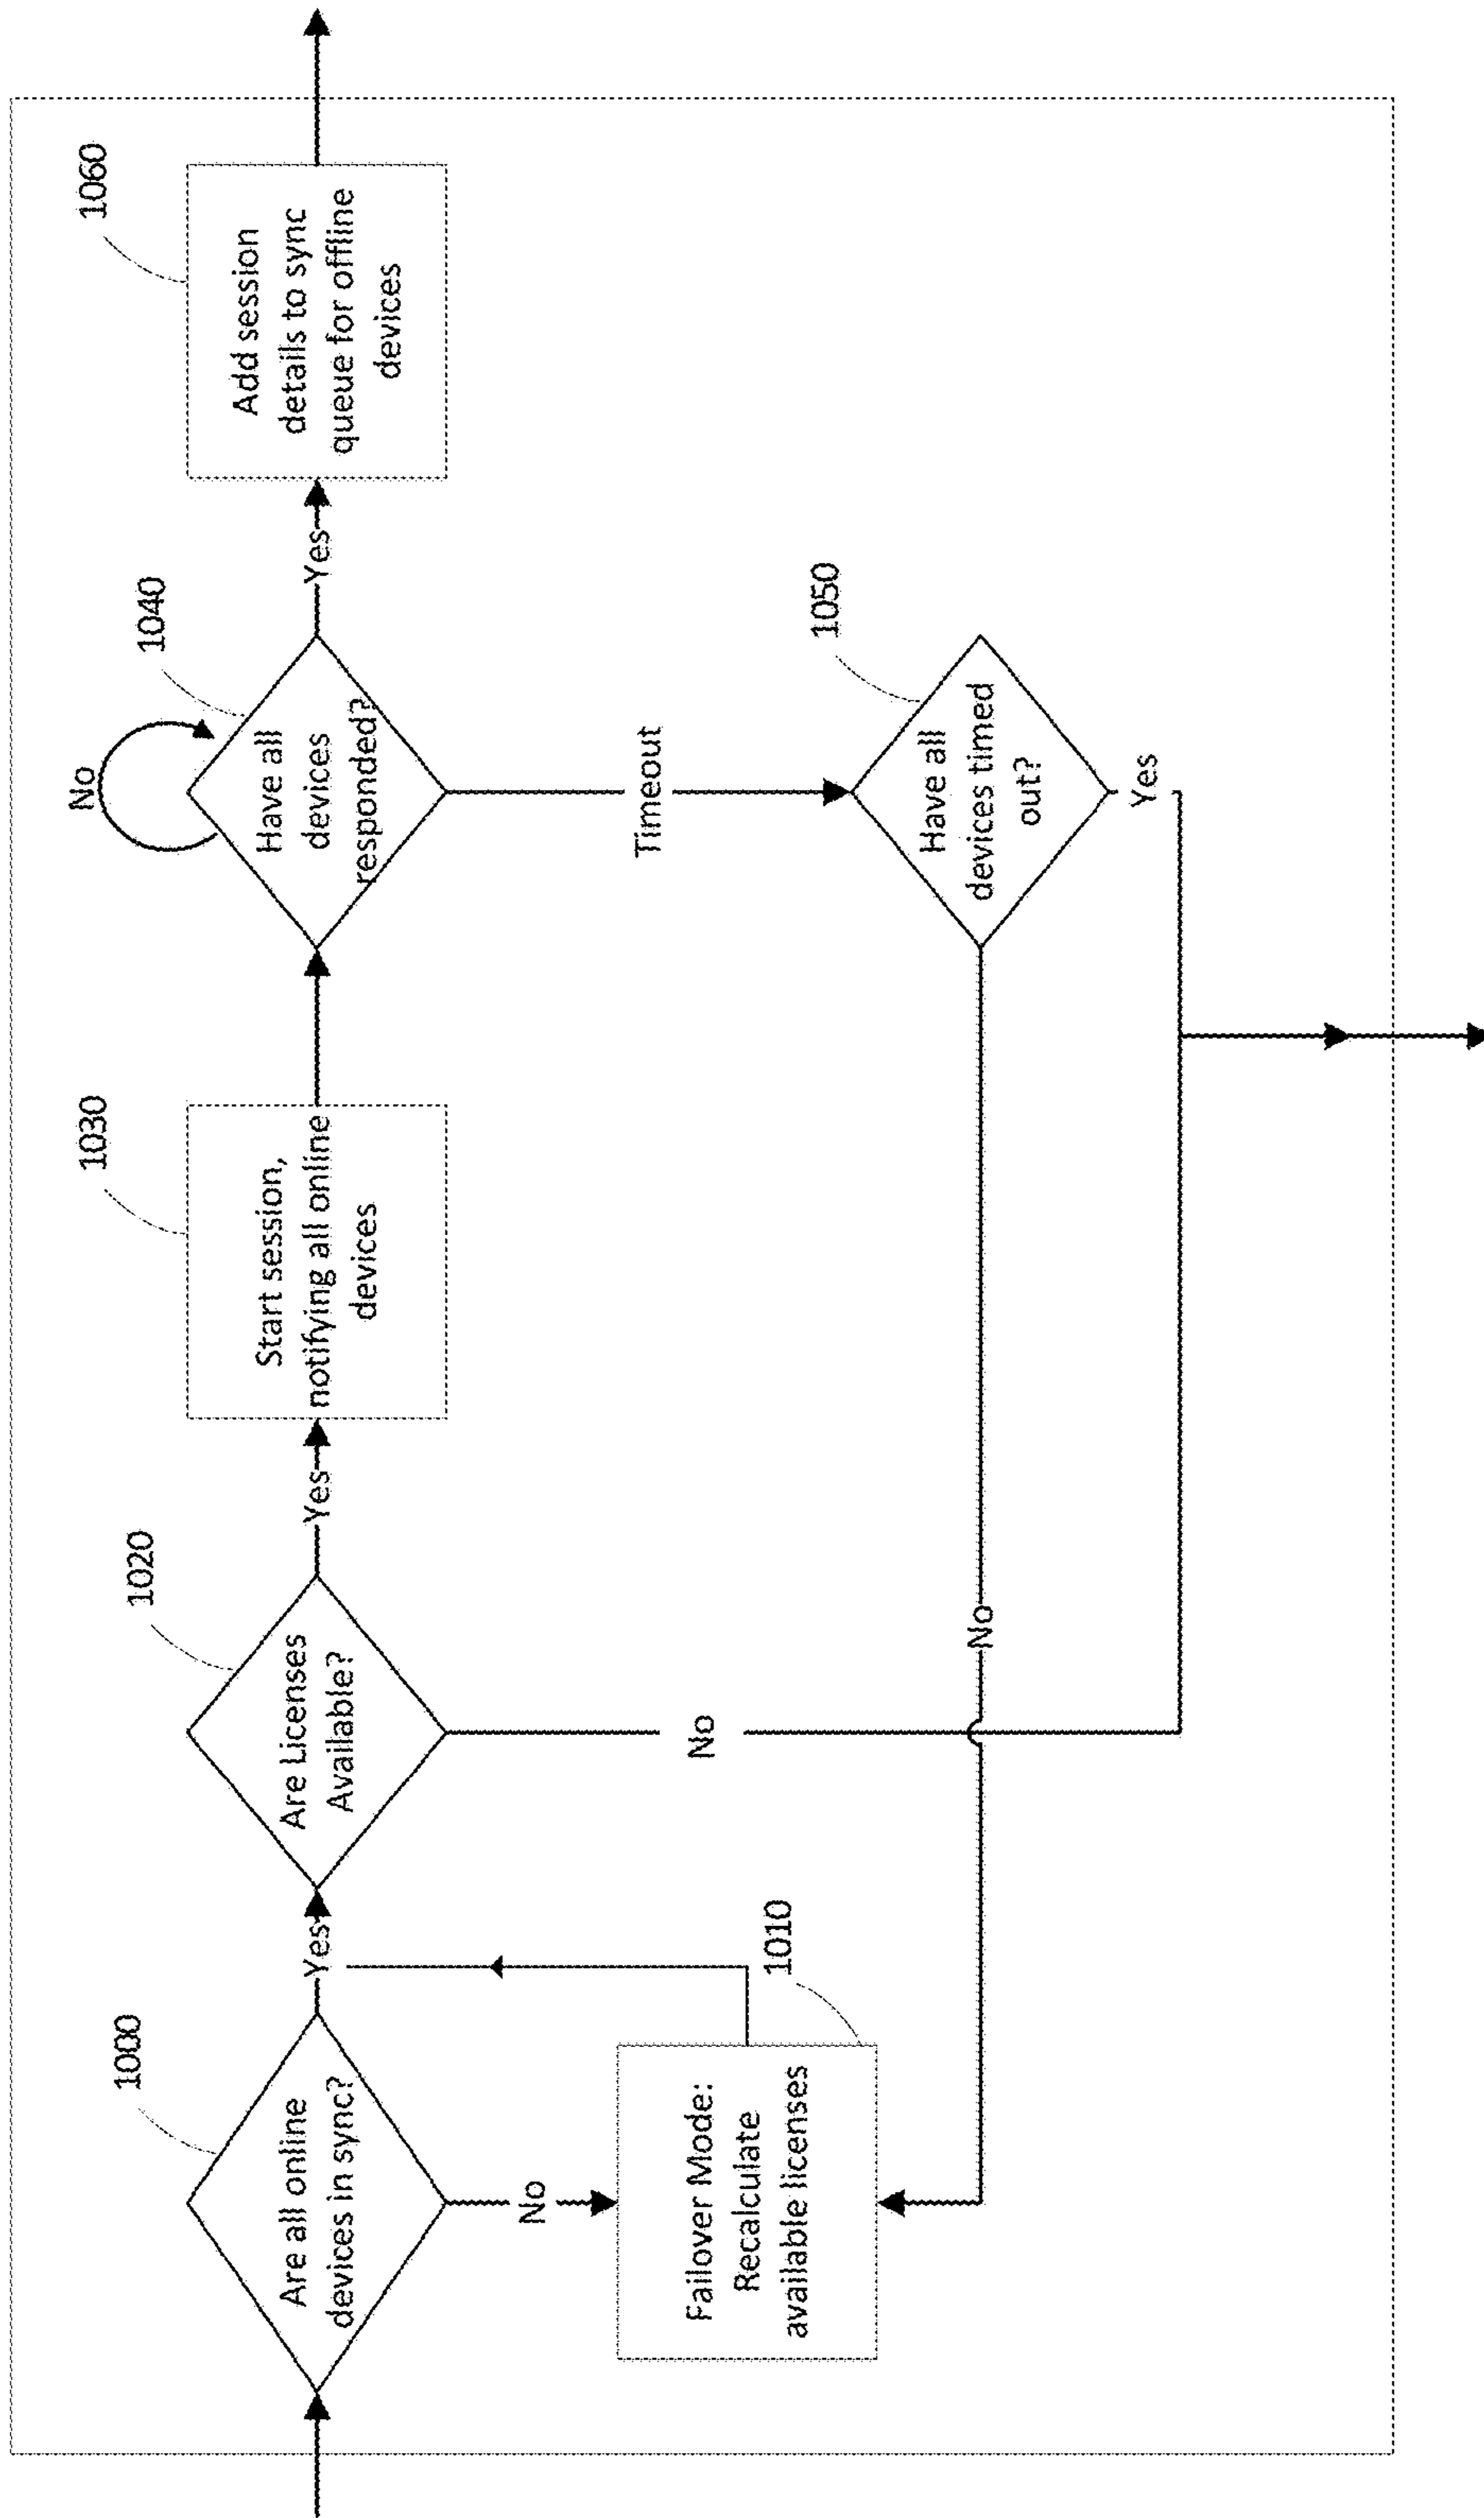 1000
Are all online
devices in sync?
Yes
No
1010
Failover Mode:
Recalculate
available licenses
1020
Are Licenses
Available?
Yes
No
1030
Start session,
notifying all online
devices
1040
No
Have all
devices
responded?
Yes
Timeout
1050
Have all
devices timed
out?
No
Yes
1060
Add session
details to sync
queue for offline
devices